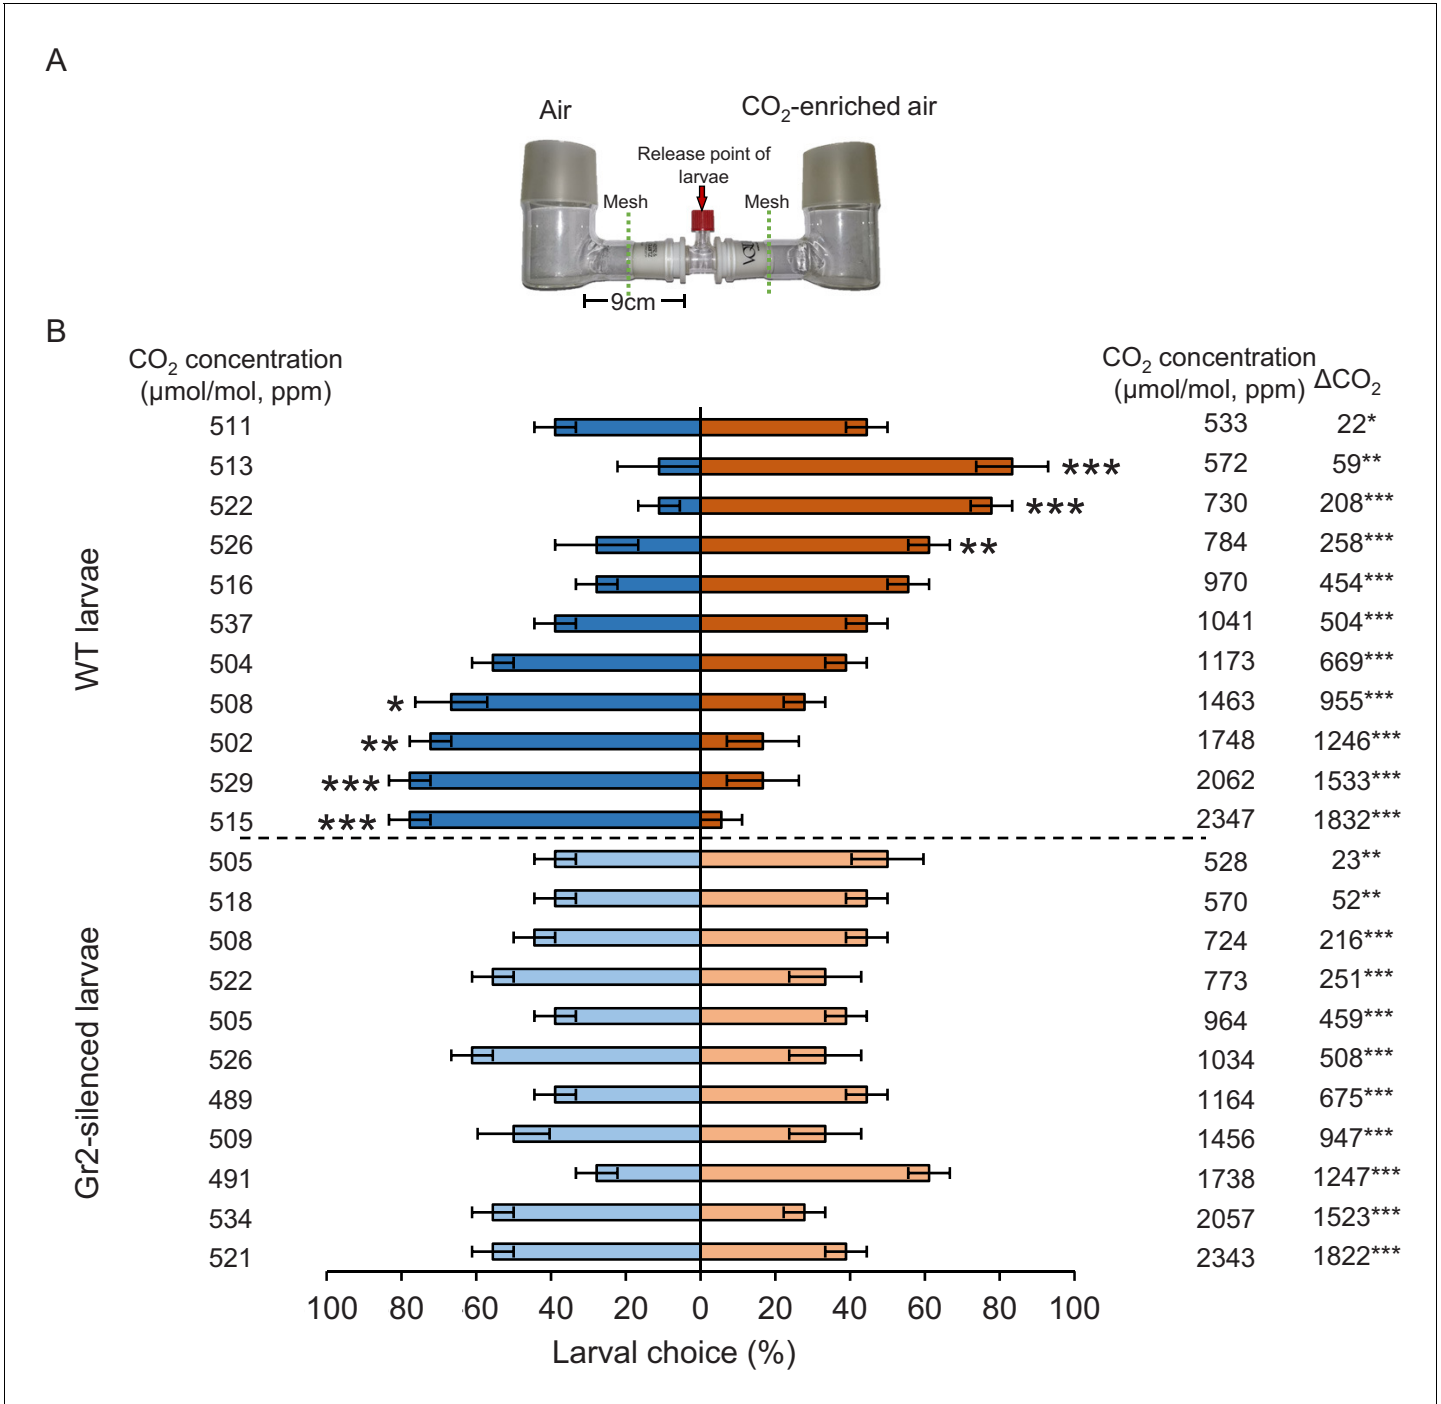 A
Air
CO₂-enriched air
Release point of
larvae
Mesh
Mesh
9cm
B
CO₂ concentration
(μmol/mol, ppm)
CO₂ concentration
(μmol/mol, ppm)
ΔCO₂
WT larvae
511 533 22*
513 *** 572 59**
522 *** 730 208***
526 ** 784 258***
516 970 454***
537 1041 504***
504 1173 669***
508 * 1463 955***
502 ** 1748 1246***
529 *** 2062 1533***
515 *** 2347 1832***
Gr2-silenced larvae
505 528 23**
518 570 52**
508 724 216***
522 773 251***
505 964 459***
526 1034 508***
489 1164 675***
509 1456 947***
491 1738 1247***
534 2057 1523***
521 2343 1822***
100 80 60 40 20 0 20 40 60 80 100
Larval choice (%)